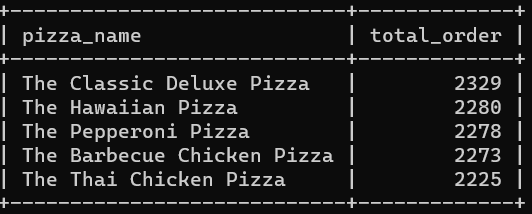 +----------------------------+-------------+
| pizza_name                 | total_order |
+----------------------------+-------------+
| The Classic Deluxe Pizza   |        2329 |
| The Hawaiian Pizza         |        2280 |
| The Pepperoni Pizza        |        2278 |
| The Barbecue Chicken Pizza |        2273 |
| The Thai Chicken Pizza     |        2225 |
+----------------------------+-------------+